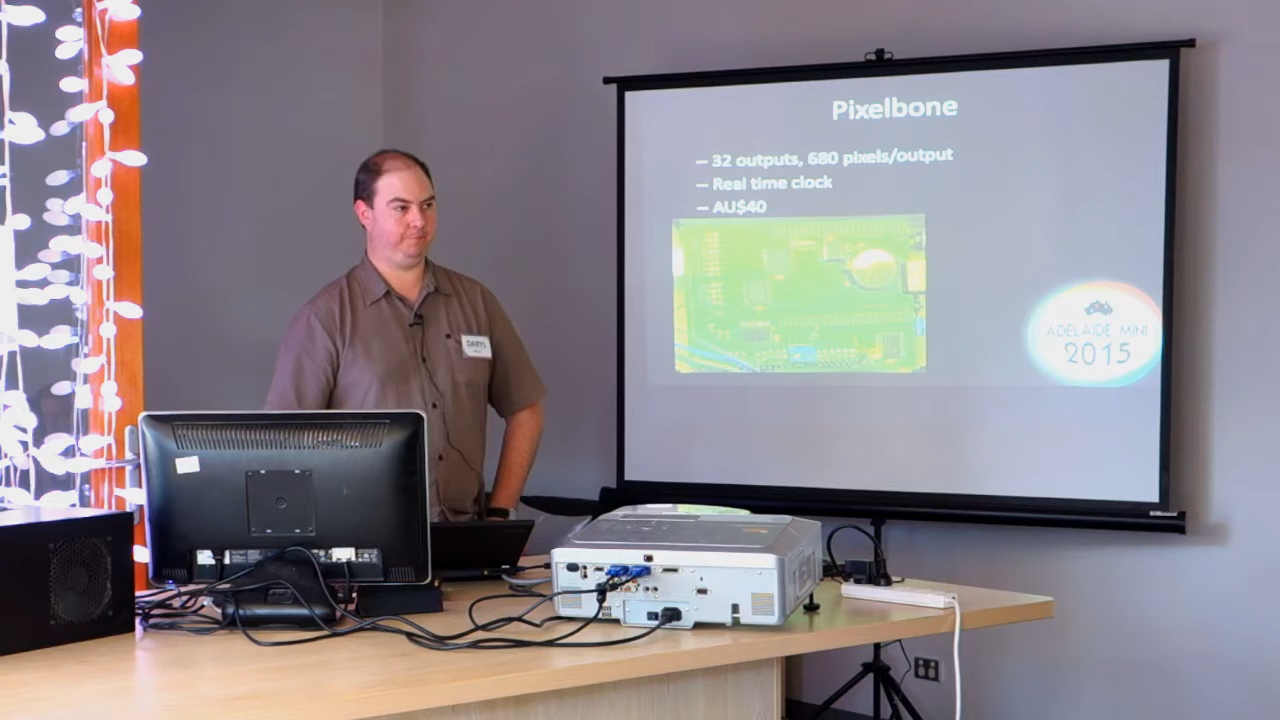 Pixelbone
– 32 outputs, 680 pixels/output
– Real time clock
– AU$40
ADELAIDE MINI
2015
DARYL